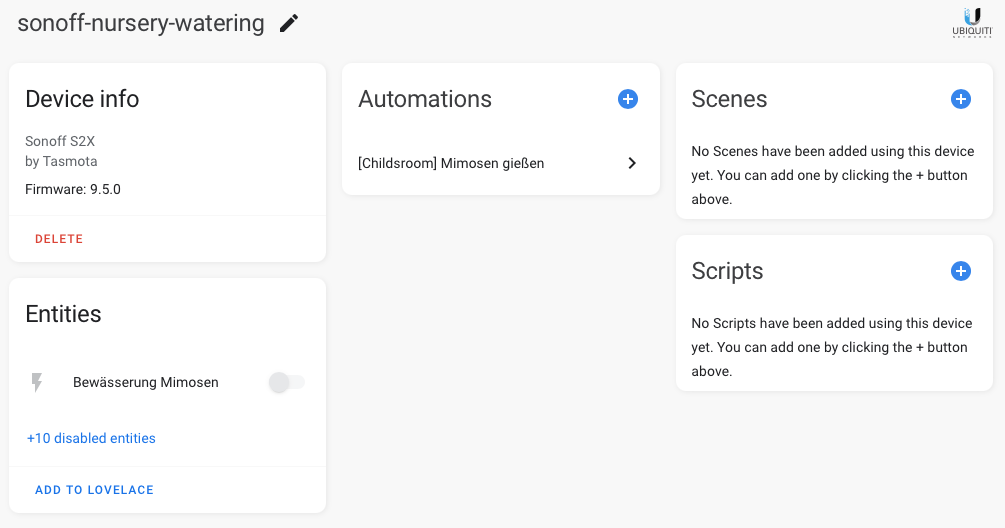 sonoff-nursery-watering
UBIQUITI
NETWORKS
Device info
Sonoff S2X
by Tasmota
Firmware: 9.5.0
DELETE
Entities
Bewässerung Mimosen
+10 disabled entities
ADD TO LOVELACE
Automations
[Childsroom] Mimosen gießen
Scenes
No Scenes have been added using this device
yet. You can add one by clicking the + button
above.
Scripts
No Scripts have been added using this device
yet. You can add one by clicking the + button
above.